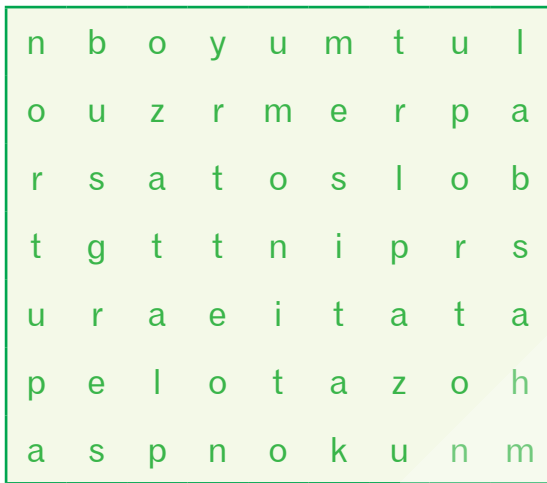 n b o y u m t u l
o u z r m e r p a
r s a t o s l o b
t g t t n i p r s
u r a e i t a t a
p e l o t a z o h
a s p n o k u n m